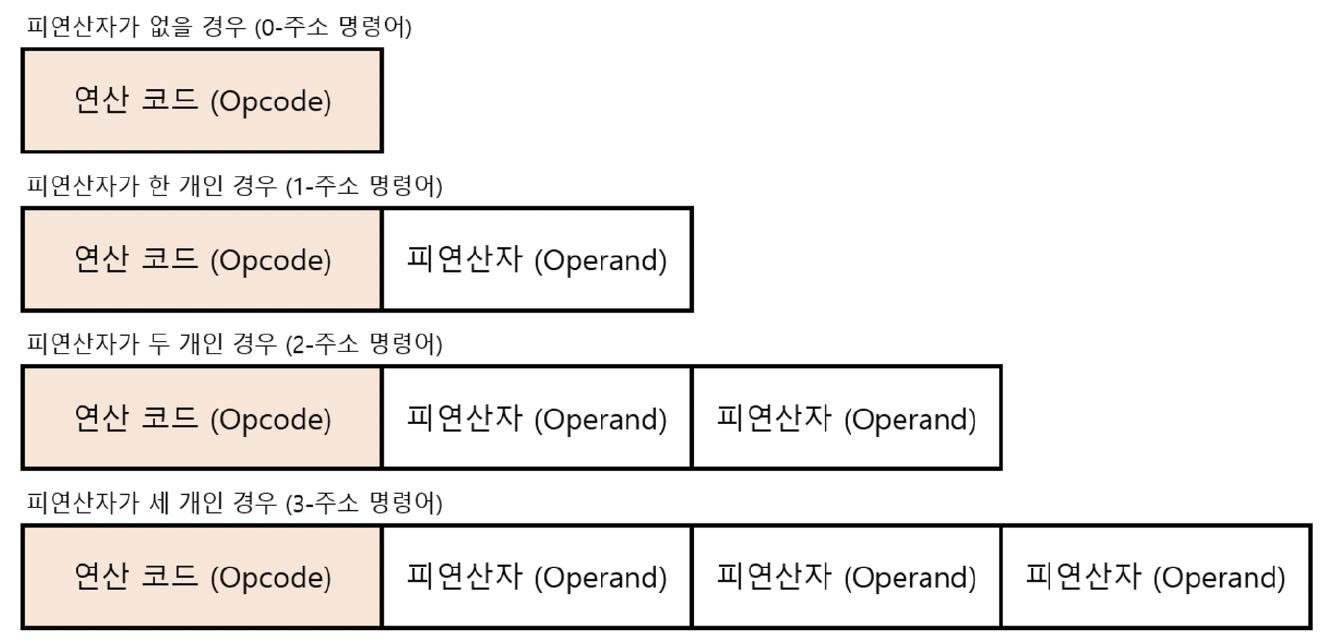 피연산자가 없을 경우 (0-주소 명령어)
연산 코드 (Opcode)
피연산자가 한 개인 경우 (1-주소 명령어)
연산 코드 (Opcode) 피연산자 (Operand)
피연산자가 두 개인 경우 (2-주소 명령어)
연산 코드 (Opcode) 피연산자 (Operand) 피연산자 (Operand)
피연산자가 세 개인 경우 (3-주소 명령어)
연산 코드 (Opcode) 피연산자 (Operand) 피연산자 (Operand) 피연산자 (Operand)